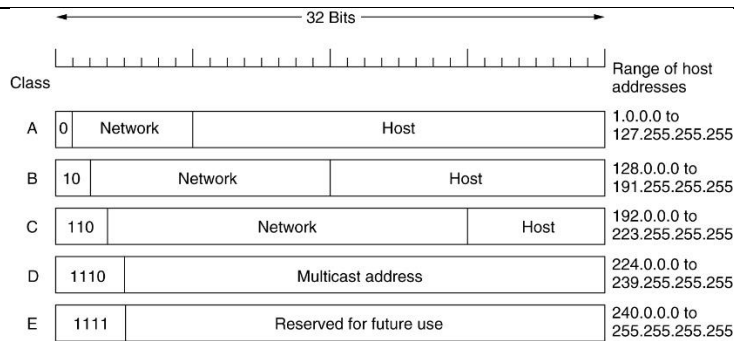 32 Bits
Class
Range of host
addresses
A 0 Network Host 1.0.0.0 to
127.255.255.255
B 10 Network Host 128.0.0.0 to
191.255.255.255
C 110 Network Host 192.0.0.0 to
223.255.255.255
D 1110 Multicast address 224.0.0.0 to
239.255.255.255
E 1111 Reserved for future use 240.0.0.0 to
255.255.255.255